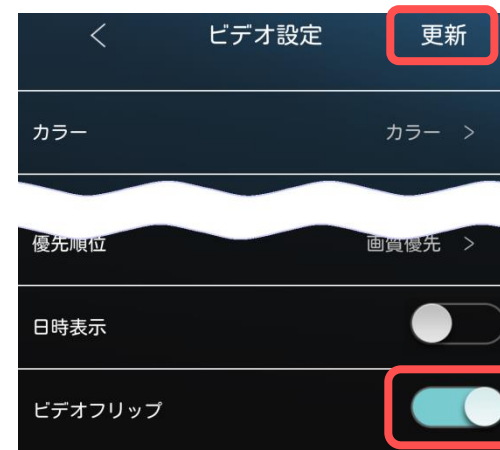 ビデオ設定 更新
カラー カラー
優先順位 画質優先
日時表示
ビデオフリップ